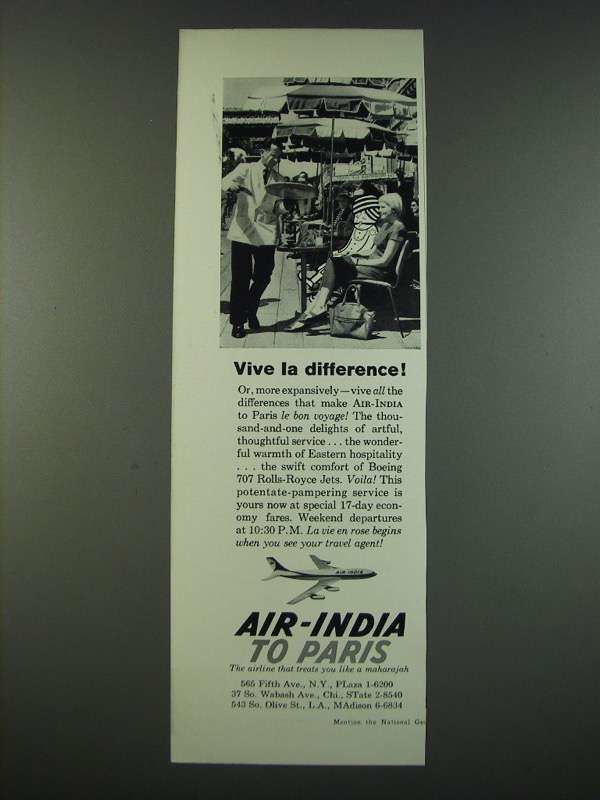 Vive la difference!
Or, more expansively—vive all the
differences that make AIR-INDIA
to Paris le bon voyage! The thou-
sand-and-one delights of artful,
thoughtful service . . . the wonder-
ful warmth of Eastern hospitality
. . . the swift comfort of Boeing
707 Rolls-Royce Jets. Voila! This
potentate-pampering service is
yours now at special 17-day econ-
omy fares. Weekend departures
at 10:30 P.M. La vie en rose begins
when you see your travel agent!
AIR-INDIA
AIR-INDIA
TO PARIS
The airline that treats you like a maharajah
565 Fifth Ave., N.Y., PLaza 1-6200
37 So. Wabash Ave., Chi., STate 2-8540
543 So. Olive St., L.A., MAdison 6-6834
Mention the National Geo